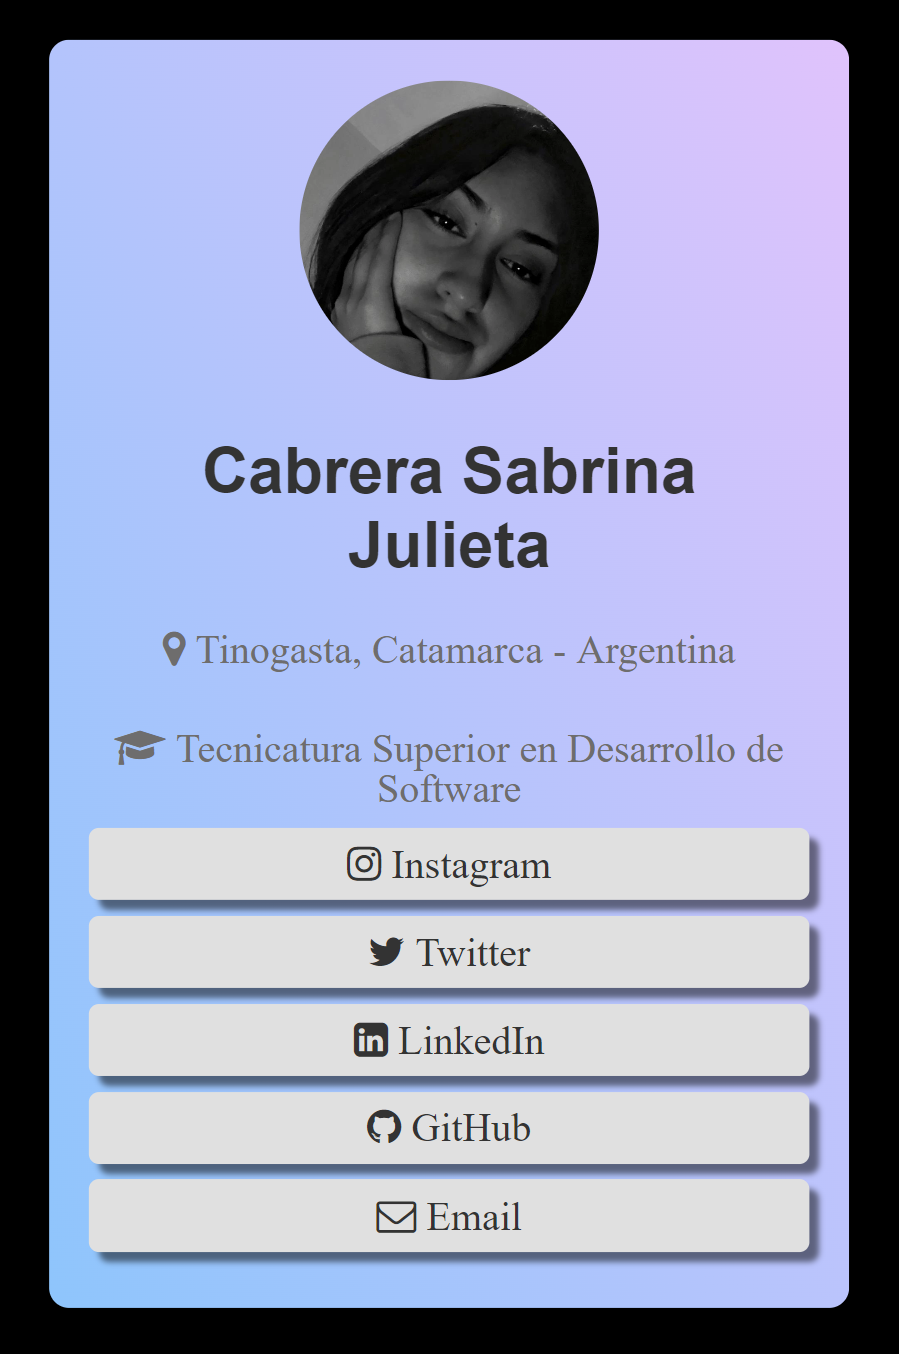 Cabrera Sabrina
Julieta
Tinogasta, Catamarca - Argentina
Tecnicatura Superior en Desarrollo de
Software
Instagram
Twitter
LinkedIn
GitHub
Email